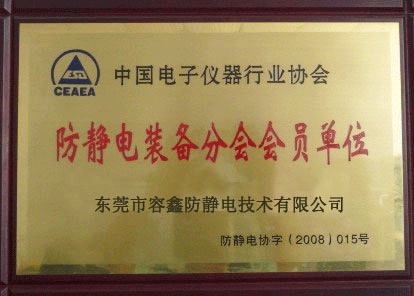 中国电子仪器行业协会
CEAEA
防静电装备分会会员单位
东莞市容鑫防静电技术有限公司
防静电协字（2008）015号